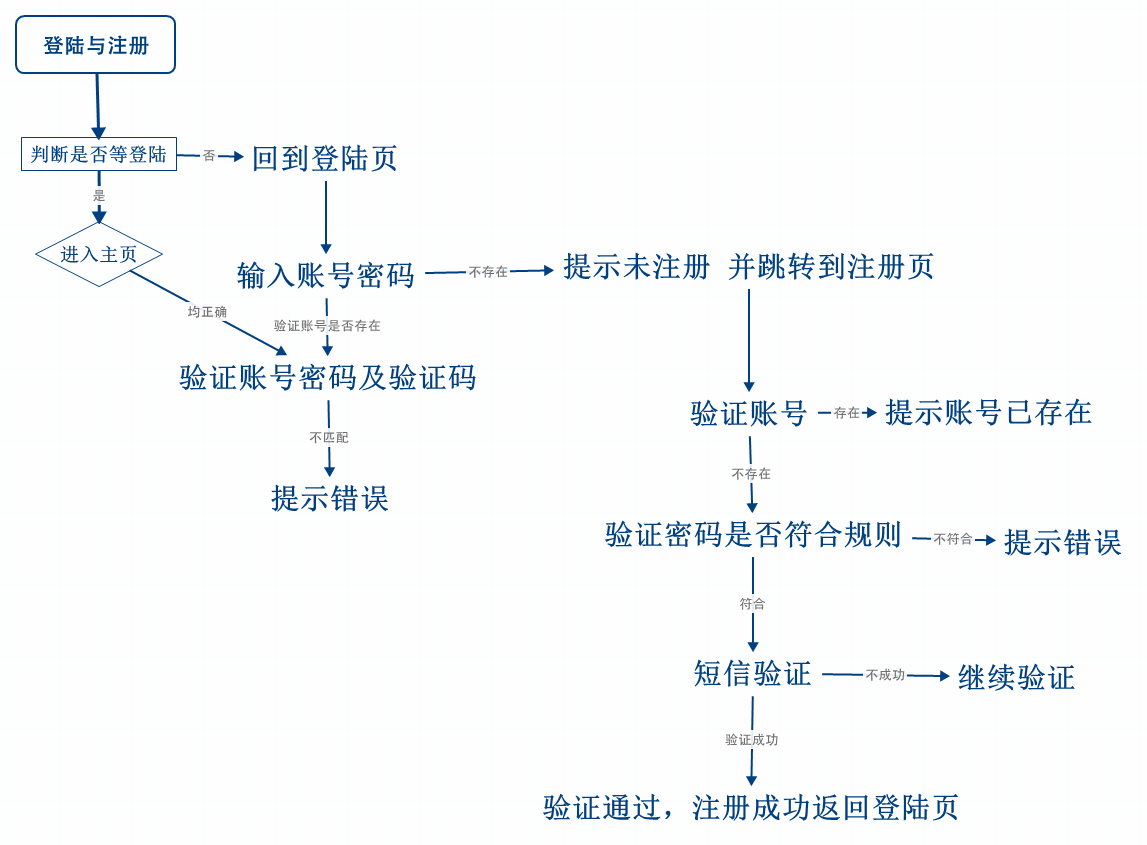 登陆与注册
判断是否等登陆
否
回到登陆页
是
进入主页
输入账号密码
不存在
提示未注册 并跳转到注册页
均正确
验证账号是否存在
验证账号密码及验证码
验证账号
存在
提示账号已存在
不匹配
不存在
提示错误
验证密码是否符合规则
不符合
提示错误
符合
短信验证
不成功
继续验证
验证成功
验证通过，注册成功返回登陆页